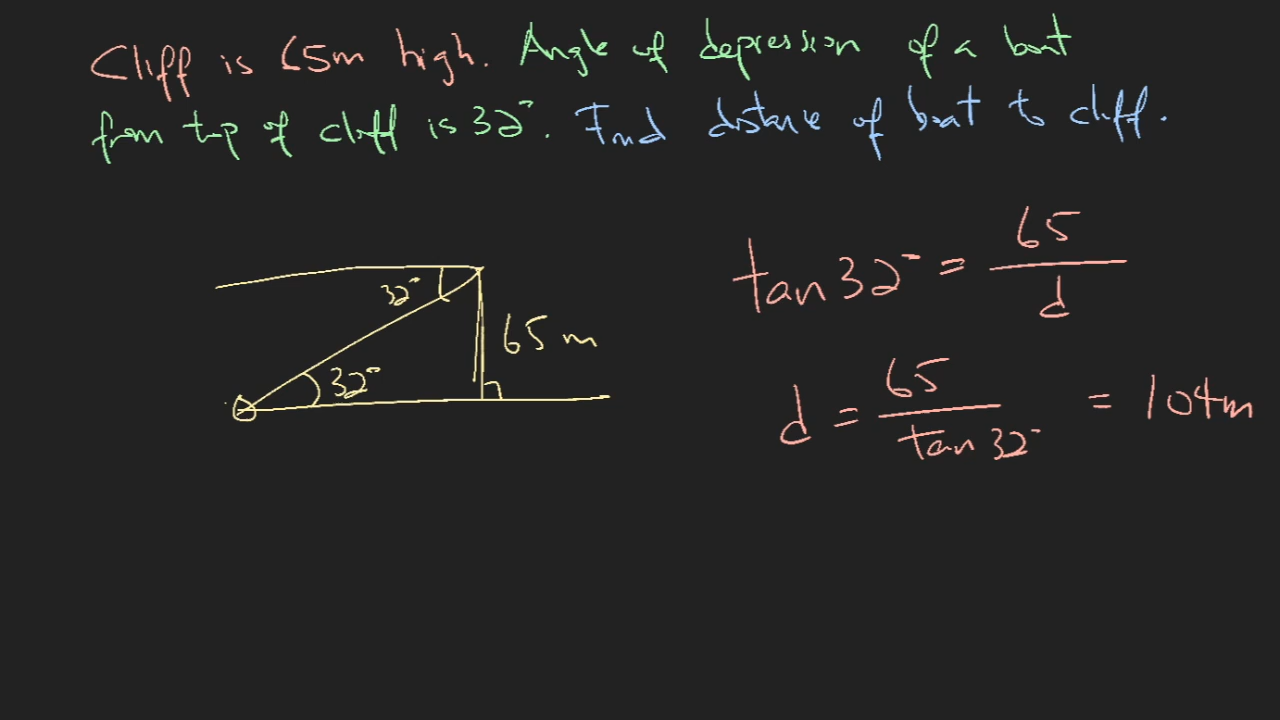 Cliff is 65m high. Angle of depression of a boat
from top of cliff is 32°. Find distance of boat to cliff.
tan 32° = 65/d
32°
65 m
32°
d = 65/tan 32° = 104m